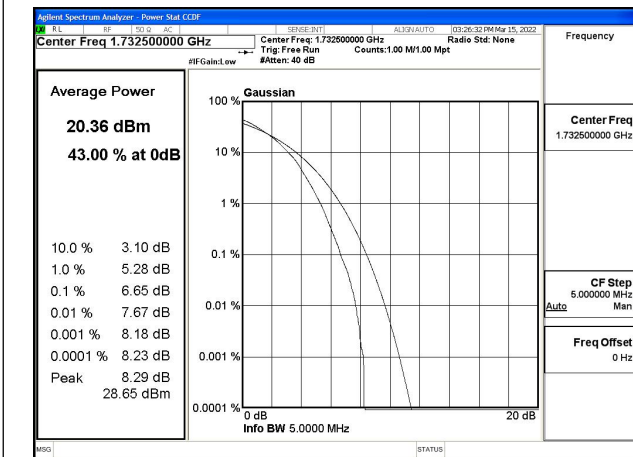 Agilent Spectrum Analyzer - Power Stat CCDF
RL RF 50 Ω AC SENSE:INT ALIGN AUTO 03:26:32 PM Mar 15, 2022
Center Freq 1.732500000 GHz
Center Freq: 1.732500000 GHz Radio Std: None
Trig: Free Run Counts:1.00 M/1.00 Mpt
#IFGain:Low #Atten: 40 dB
Frequency
Average Power
20.36 dBm
43.00 % at 0dB
10.0 % 3.10 dB
1.0 % 5.28 dB
0.1 % 6.65 dB
0.01 % 7.67 dB
0.001 % 8.18 dB
0.0001 % 8.23 dB
Peak 8.29 dB
28.65 dBm
Gaussian
100 %
10 %
1 %
0.1 %
0.01 %
0.001 %
0.0001 %
0 dB 20 dB
Info BW 5.0000 MHz
Center Freq
1.732500000 GHz
CF Step
5.000000 MHz
Auto Man
Freq Offset
0 Hz
MSG STATUS